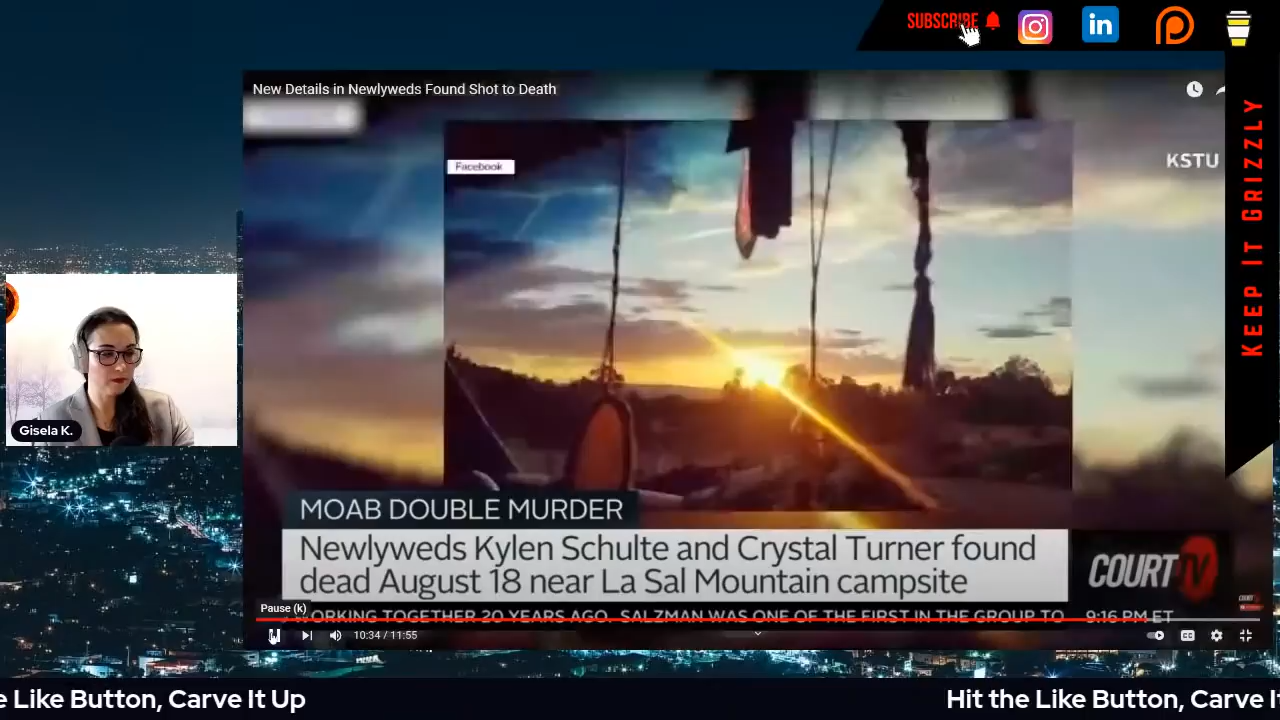 SUBSCRIBE
in
New Details in Newlyweds Found Shot to Death
Facebook
KSTU
KEEP IT GRIZZLY
Gisela K.
MOAB DOUBLE MURDER
Newlyweds Kylen Schulte and Crystal Turner found
dead August 18 near La Sal Mountain campsite
COURT TV
Pause (k)
ORKING TOGETHER 20 YEARS AGO. SALZMAN WAS ONE OF THE FIRST IN THE GROUP TO
9:16 PM ET
10:34 / 11:55
CC
e Like Button, Carve It Up
Hit the Like Button, Carve I